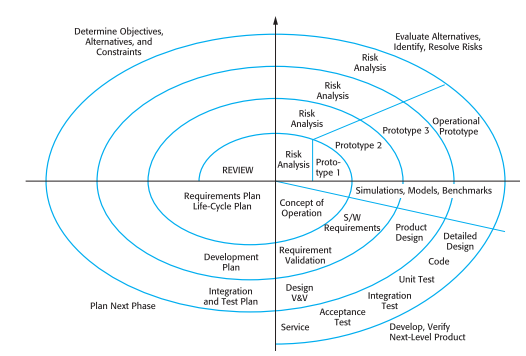 Determine Objectives,
Alternatives, and
Constraints
Evaluate Alternatives,
Identify, Resolve Risks
Risk
Analysis
Risk
Analysis
Risk
Analysis
Risk
Analysis
Operational
Prototype
Prototype 3
Prototype 2
Proto-
type 1
REVIEW
Requirements Plan
Life-Cycle Plan
Simulations, Models, Benchmarks
Concept of
Operation
S/W
Requirements
Product
Design
Detailed
Design
Requirement
Validation
Development
Plan
Code
Unit Test
Integration
and Test Plan
Design
V&V
Integration
Test
Plan Next Phase
Acceptance
Test
Service
Develop, Verify
Next-Level Product